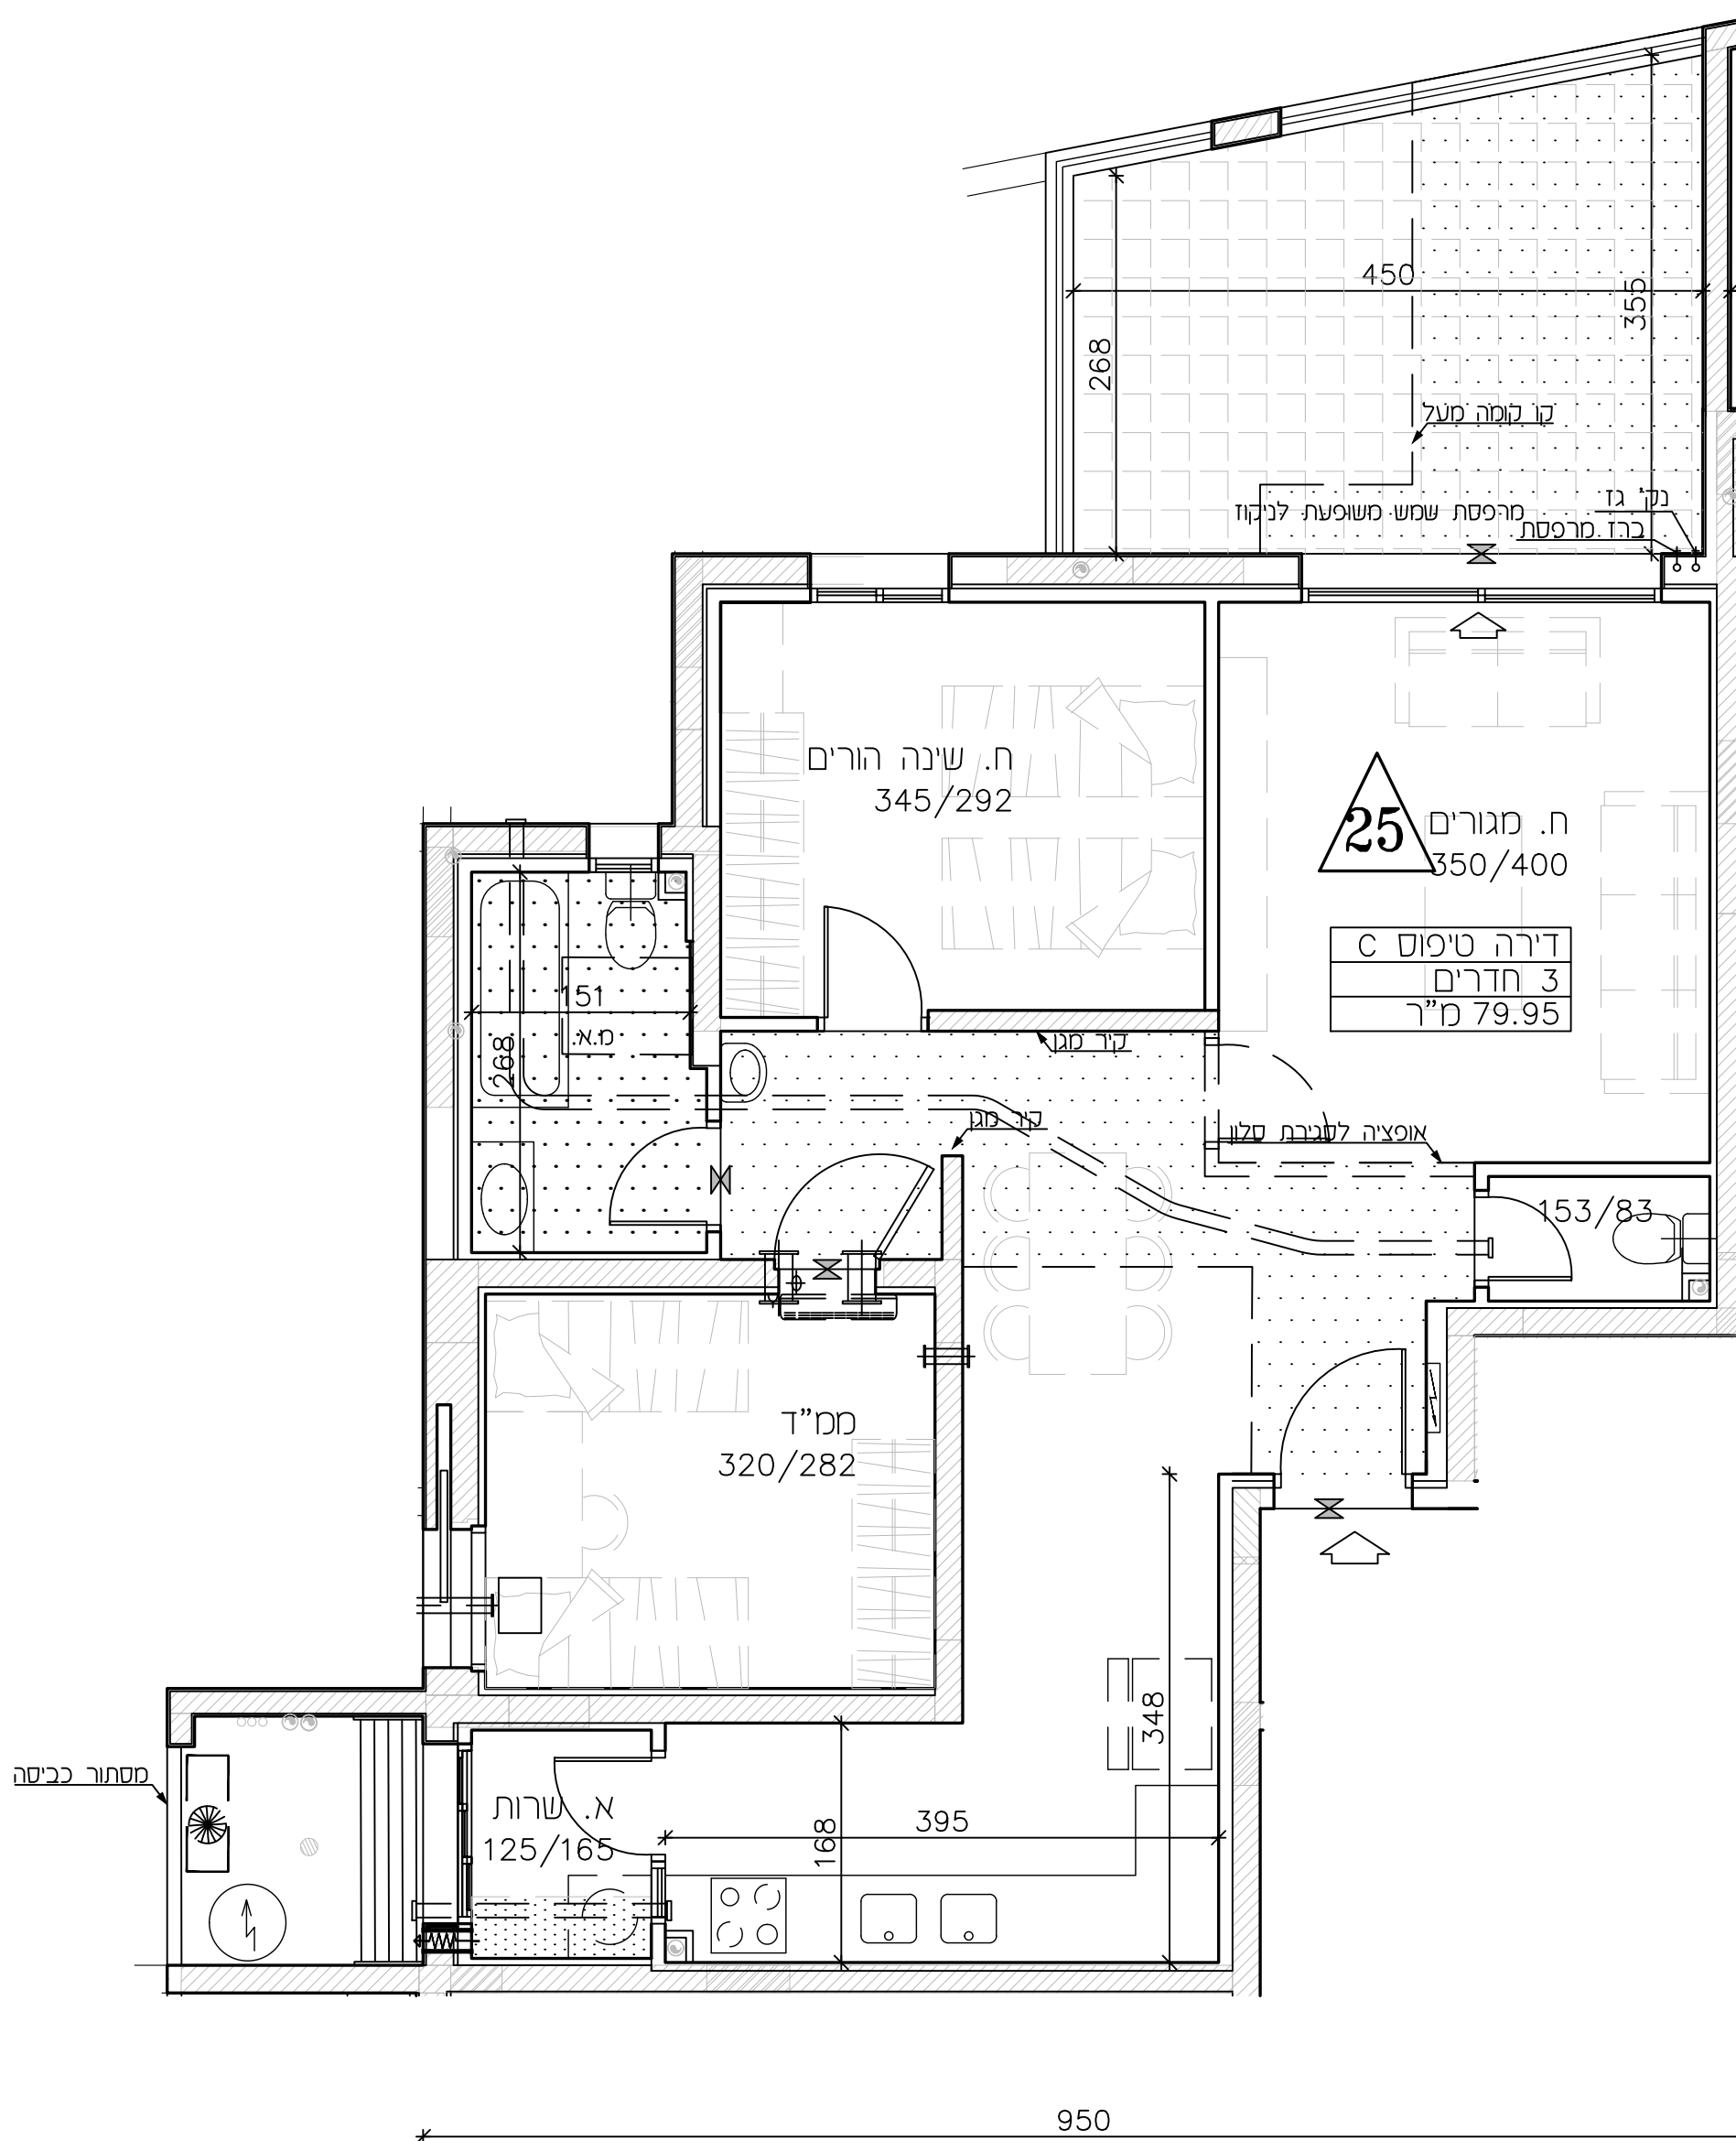 450
355
268
קו קומה מעל
נק' גז
מרפסת שמש משופעת לניקוז
ברז מרפסת
ח. שינה הורים
345/292
25
ח. מגורים
350/400
דירה טיפוס C
3 חדרים
79.95 מ"ר
151
מ.א.
268
קיר מגן
קיר מגן
אופציה לסגירת סלון
153/83
ממ"ד
320/282
348
מסתור כביסה
א. שרות
125/165
168
395
950